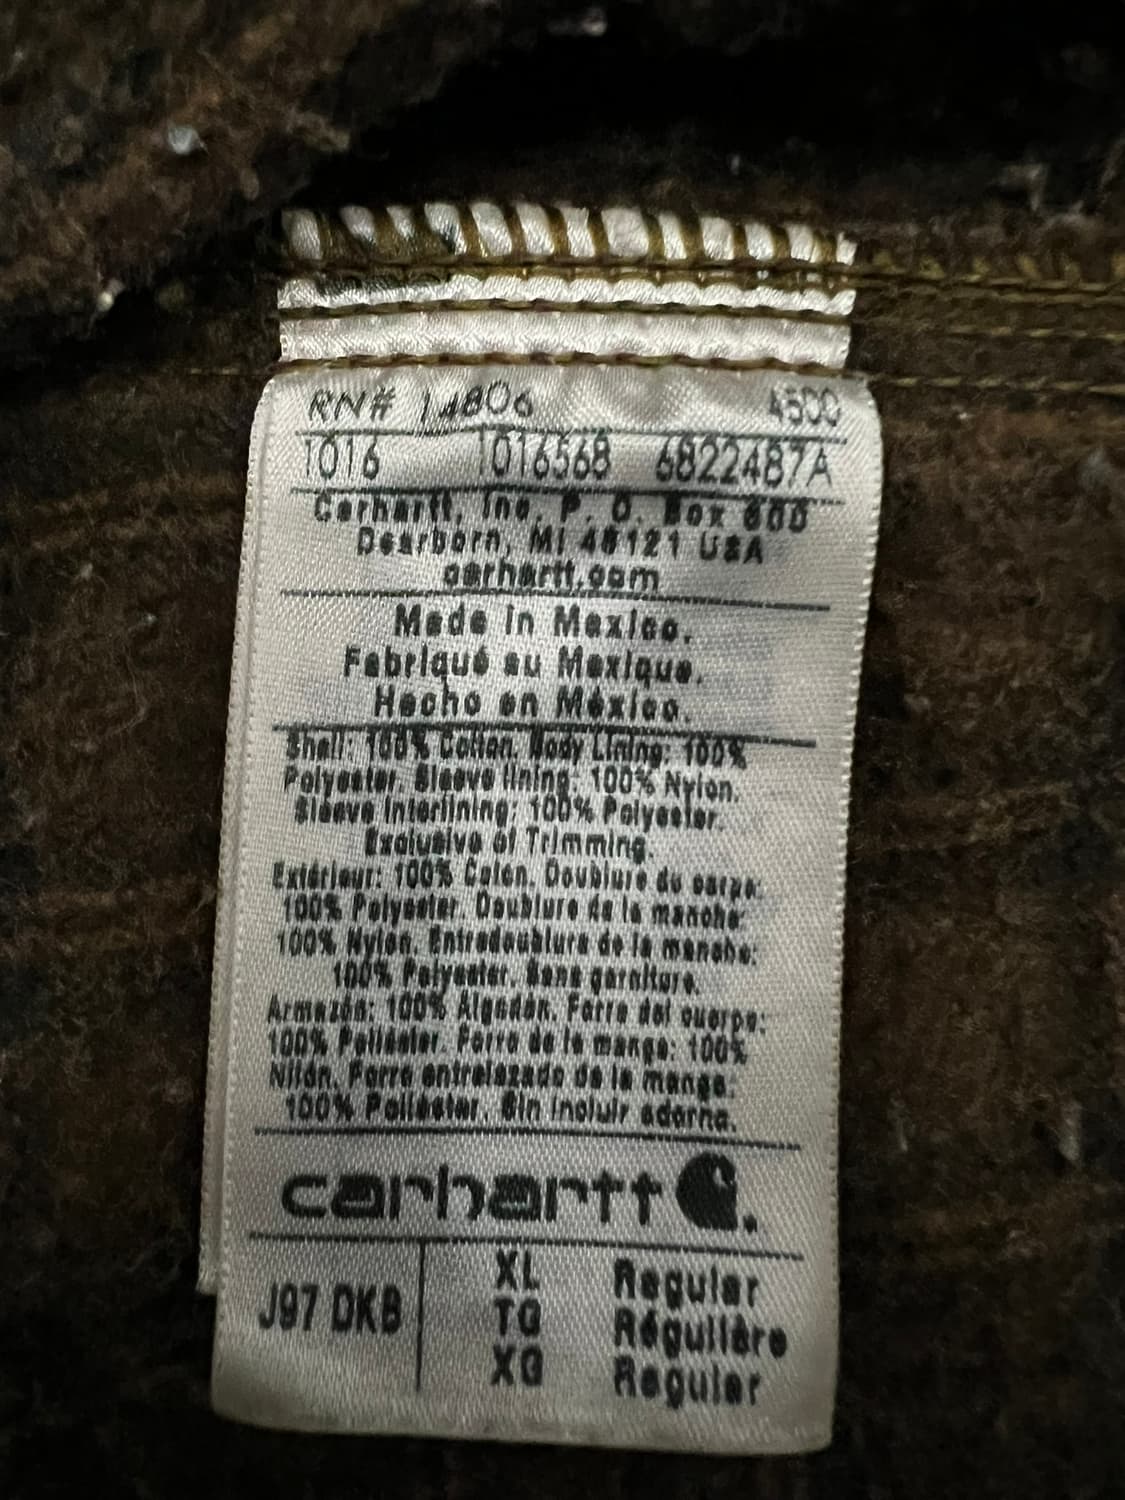 RN# 14806 4500
1016 1016568 6822487A
Carhartt, Inc. P. O. Box 600
Dearborn, MI 48121 USA
carhartt.com
Made in Mexico.
Fabriqué au Mexique.
Hecho en México.
Shell: 100% Cotton. Body Lining: 100%
Polyester. Sleeve lining: 100% Nylon.
Sleeve Interlining: 100% Polyester.
Exclusive of Trimming.
Extérieur: 100% Coton. Doublure du corps:
100% Polyester. Doublure de la manche:
100% Nylon. Entredoublure de la manche:
100% Polyester. Sans garniture.
Armazón: 100% Algodón. Forro del cuerpo:
100% Poliéster. Forro de la manga: 100%
Nilón. Forro entrelazado de la manga:
100% Poliéster. Sin incluir adorno.
carhartt
J97 DKB XL Regular
TG Régulière
XG Regular